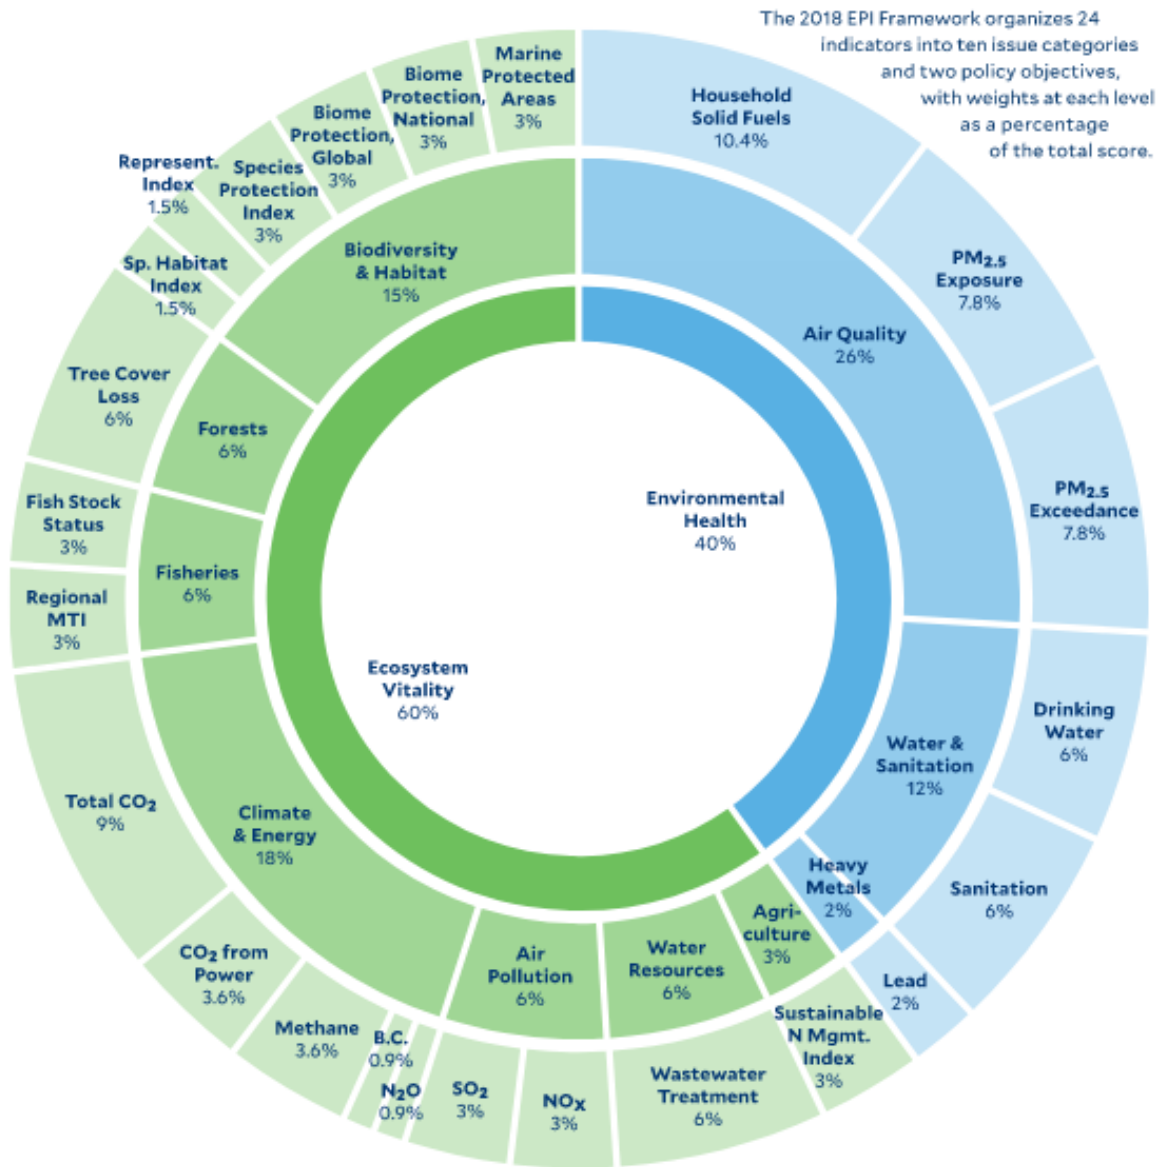 The 2018 EPI Framework organizes 24
indicators into ten issue categories
and two policy objectives,
with weights at each level
as a percentage
of the total score.
Marine
Protected
Areas
3%
Household
Solid Fuels
10.4%
PM2.5
Exposure
7.8%
PM2.5
Exceedance
7.8%
Drinking
Water
6%
Sanitation
6%
Lead
2%
Sustainable
N Mgmt.
Index
3%
Wastewater
Treatment
6%
NOX
3%
SO2
3%
N2O
0.9%
B.C.
0.9%
Methane
3.6%
CO2 from
Power
3.6%
Total CO2
9%
Regional
MTI
3%
Fish Stock
Status
3%
Tree Cover
Loss
6%
Sp. Habitat
Index
1.5%
Represent.
Index
1.5%
Species
Protection
Index
3%
Biome
Protection,
Global
3%
Biome
Protection,
National
3%
Biodiversity
& Habitat
15%
Air Quality
26%
Water &
Sanitation
12%
Heavy
Metals
2%
Agri-
culture
3%
Water
Resources
6%
Air
Pollution
6%
Climate
& Energy
18%
Fisheries
6%
Forests
6%
Environmental
Health
40%
Ecosystem
Vitality
60%